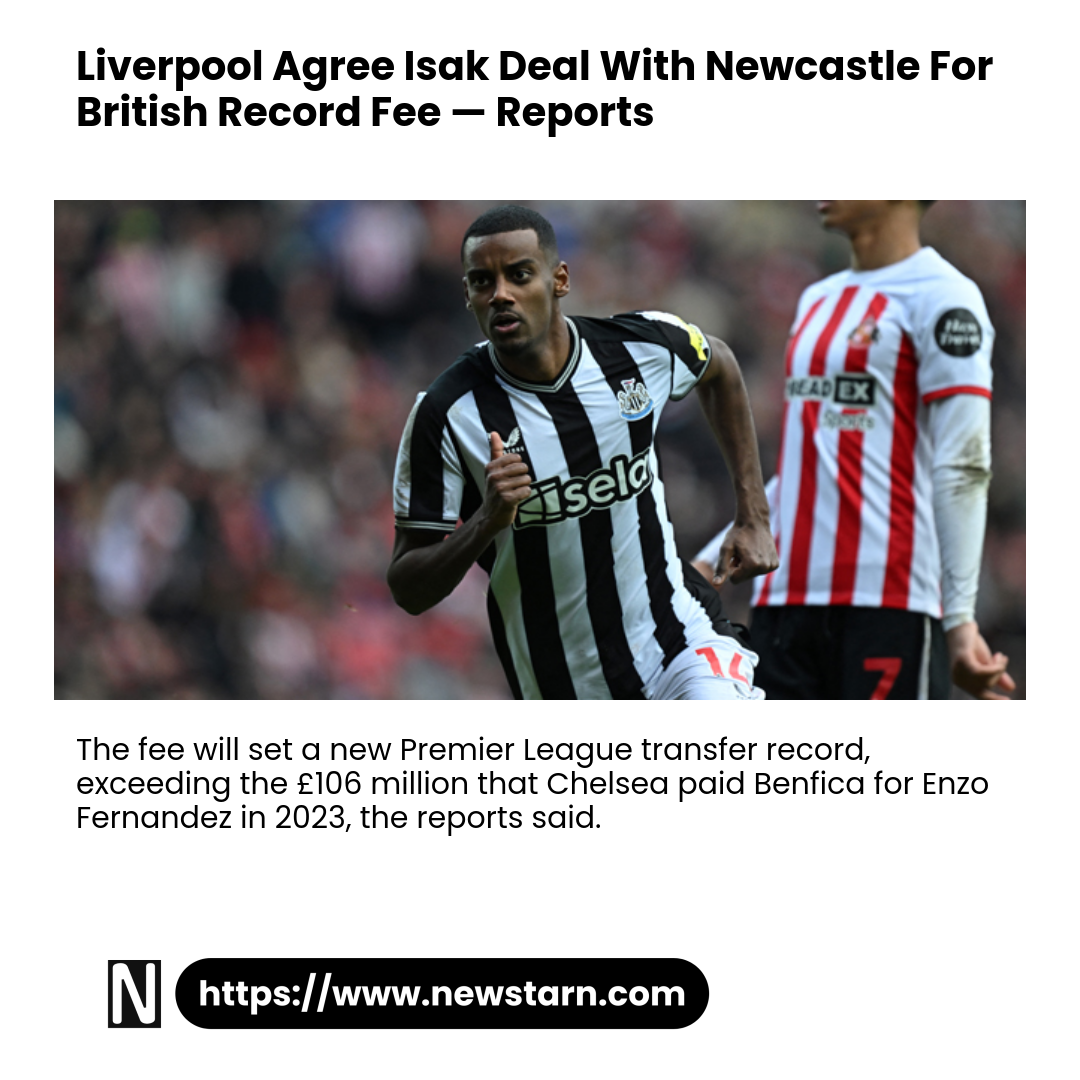 Liverpool Agree Isak Deal With Newcastle For
British Record Fee — Reports
sela
14
EX
Sports
7
The fee will set a new Premier League transfer record,
exceeding the £106 million that Chelsea paid Benfica for Enzo
Fernandez in 2023, the reports said.
N
https://www.newstarn.com